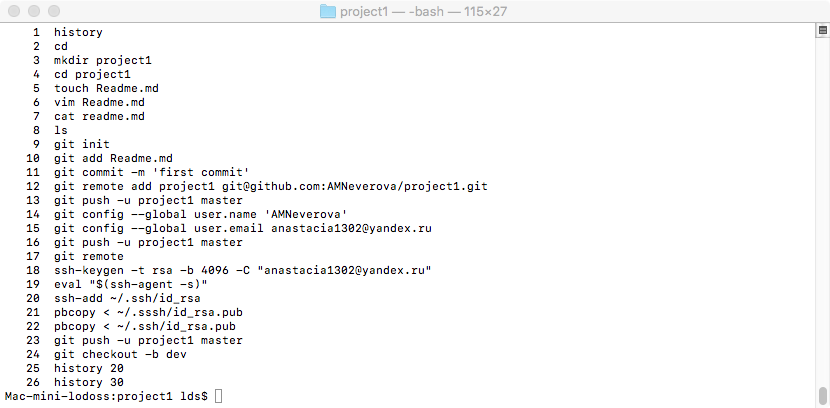 project1 — -bash — 115×27
1 history
2 cd
3 mkdir project1
4 cd project1
5 touch Readme.md
6 vim Readme.md
7 cat readme.md
8 ls
9 git init
10 git add Readme.md
11 git commit -m 'first commit'
12 git remote add project1 git@github.com:AMNeverova/project1.git
13 git push -u project1 master
14 git config --global user.name 'AMNeverova'
15 git config --global user.email anastacia1302@yandex.ru
16 git push -u project1 master
17 git remote
18 ssh-keygen -t rsa -b 4096 -C "anastacia1302@yandex.ru"
19 eval "$(ssh-agent -s)"
20 ssh-add ~/.ssh/id_rsa
21 pbcopy < ~/.sssh/id_rsa.pub
22 pbcopy < ~/.ssh/id_rsa.pub
23 git push -u project1 master
24 git checkout -b dev
25 history 20
26 history 30
Mac-mini-lodoss:project1 lds$